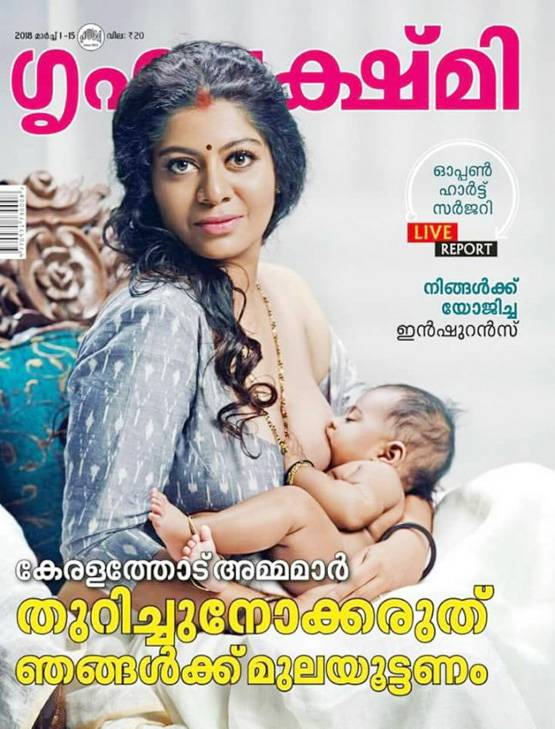 2018 മാർച്ച് 1-15 വില: ₹20
ഗൃഹലക്ഷ്മി
ഓപ്പൺ
ഹാർട്ട്
സർജറി
LIVE
REPORT
നിങ്ങൾക്ക്
യോജിച്ച
ഇൻഷുറൻസ്
കേരളത്തോട് അമ്മമാർ
തുറിച്ചുനോക്കരുത്
ഞങ്ങൾക്ക് മുലയൂട്ടണം